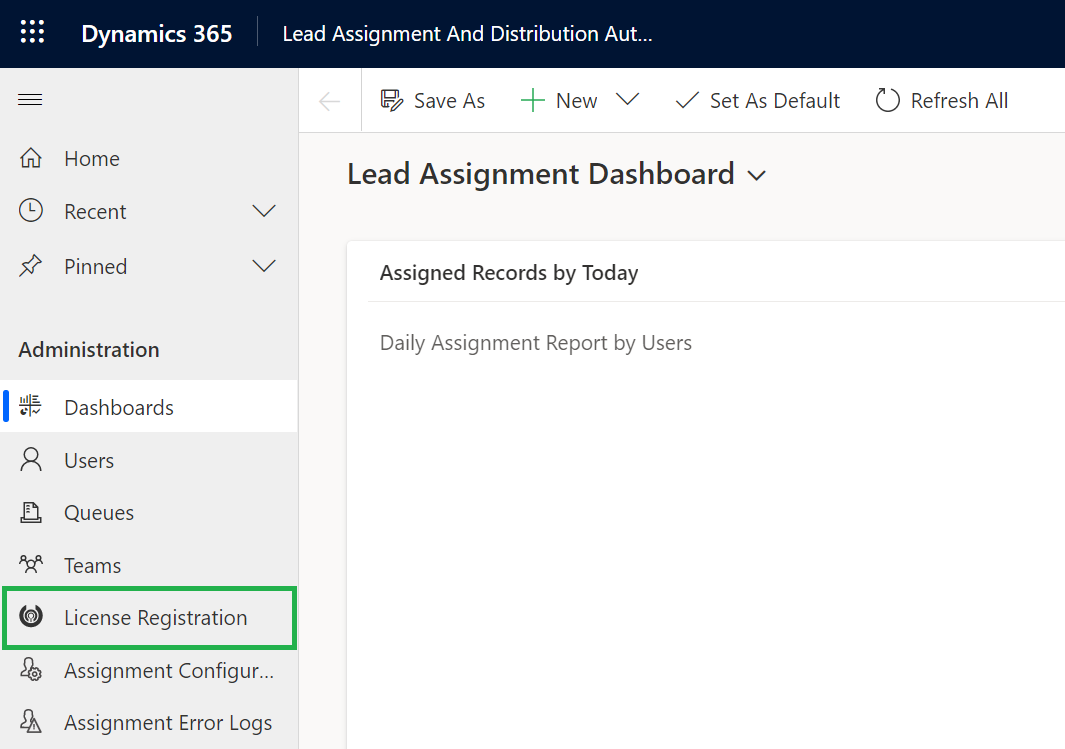 Dynamics 365
Lead Assignment And Distribution Aut...
Save As
New
Set As Default
Refresh All
Home
Recent
Pinned
Administration
Dashboards
Users
Queues
Teams
License Registration
Assignment Configur...
Assignment Error Logs
Lead Assignment Dashboard
Assigned Records by Today
Daily Assignment Report by Users